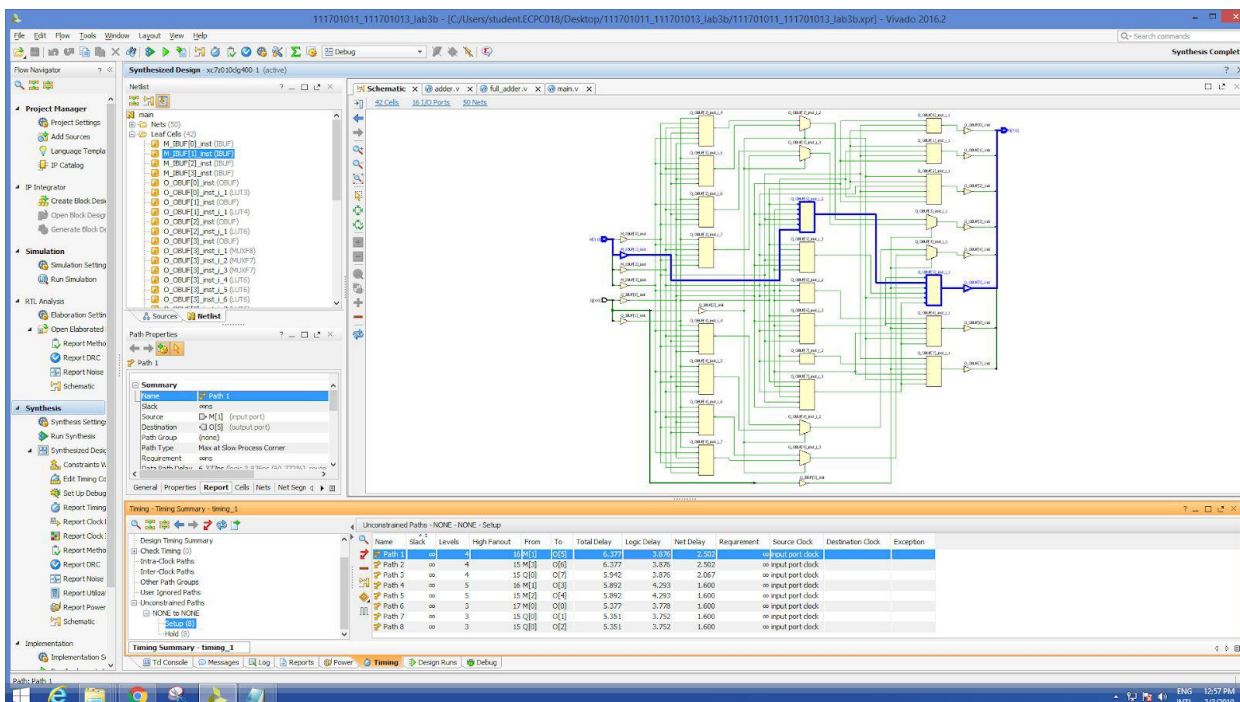 111701011_111701013_lab3b - [C:/Users/student.ECPC018/Desktop/111701011_111701013_lab3b/111701011_111701013_lab3b.xpr] - Vivado 2016.2
File Edit Flow Tools Window Layout View Help
Search commands
Debug
Synthesis Complet
Flow Navigator
Project Manager
Project Settings
Add Sources
Language Templa
IP Catalog
IP Integrator
Create Block Desi
Open Block Design
Generate Block De
Simulation
Simulation Setting
Run Simulation
RTL Analysis
Elaboration Settin
Open Elaborated
Report Metho
Report DRC
Report Noise
Schematic
Synthesis
Synthesis Setting
Run Synthesis
Synthesized Desig
Constraints W
Edit Timing Co
Set Up Debug
Report Timing
Report Clock I
Report Clock
Report Metho
Report DRC
Report Noise
Report Utiliza
Report Power
Schematic
Implementation
Implementation S
Synthesized Design - xc7z010clg400-1 (active)
Netlist
main
Nets (50)
Leaf Cells (42)
M_IBUF[0]_inst (IBUF)
M_IBUF[1]_inst (IBUF)
M_IBUF[2]_inst (IBUF)
M_IBUF[3]_inst (IBUF)
O_OBUF[0]_inst (OBUF)
O_OBUF[0]_inst_i_1 (LUT3)
O_OBUF[1]_inst (OBUF)
O_OBUF[1]_inst_i_1 (LUT4)
O_OBUF[2]_inst (OBUF)
O_OBUF[2]_inst_i_1 (LUT6)
O_OBUF[3]_inst (OBUF)
O_OBUF[3]_inst_i_1 (MUXF8)
O_OBUF[3]_inst_i_2 (MUXF7)
O_OBUF[3]_inst_i_3 (MUXF7)
O_OBUF[3]_inst_i_4 (LUT6)
O_OBUF[3]_inst_i_5 (LUT6)
O_OBUF[3]_inst_i_6 (LUT6)
Sources Netlist
Path Properties
Path 1
Summary
Name Path 1
Slack ∞ns
Source M[1] (input port)
Destination O[5] (output port)
Path Group (none)
Path Type Max at Slow Process Corner
Requirement ∞ns
General Properties Report Cells Nets Net Segn
Schematic adder.v full_adder.v main.v
42 Cells 16 I/O Ports 50 Nets
Timing - Timing Summary - timing_1
Design Timing Summary
Check Timing (0)
Intra-Clock Paths
Inter-Clock Paths
Other Path Groups
User Ignored Paths
Unconstrained Paths
NONE to NONE
Setup (8)
Hold (8)
Unconstrained Paths - NONE - NONE - Setup
Name Slack Levels High Fanout From To Total Delay Logic Delay Net Delay Requirement Source Clock Destination Clock Exception
Path 1 ∞ 4 16 M[1] O[5] 6.377 3.876 2.502 ∞ input port clock
Path 2 ∞ 4 15 M[3] O[6] 6.377 3.876 2.502 ∞ input port clock
Path 3 ∞ 4 15 Q[0] O[7] 5.942 3.876 2.067 ∞ input port clock
Path 4 ∞ 5 16 M[1] O[3] 5.892 4.293 1.600 ∞ input port clock
Path 5 ∞ 5 15 M[2] O[4] 5.892 4.293 1.600 ∞ input port clock
Path 6 ∞ 3 17 M[0] O[0] 5.377 3.778 1.600 ∞ input port clock
Path 7 ∞ 3 15 Q[0] O[1] 5.351 3.752 1.600 ∞ input port clock
Path 8 ∞ 3 15 Q[0] O[2] 5.351 3.752 1.600 ∞ input port clock
Timing Summary - timing_1
Tcl Console Messages Log Reports Power Timing Design Runs Debug
Path: Path 1
ENG 12:57 PM
INTL